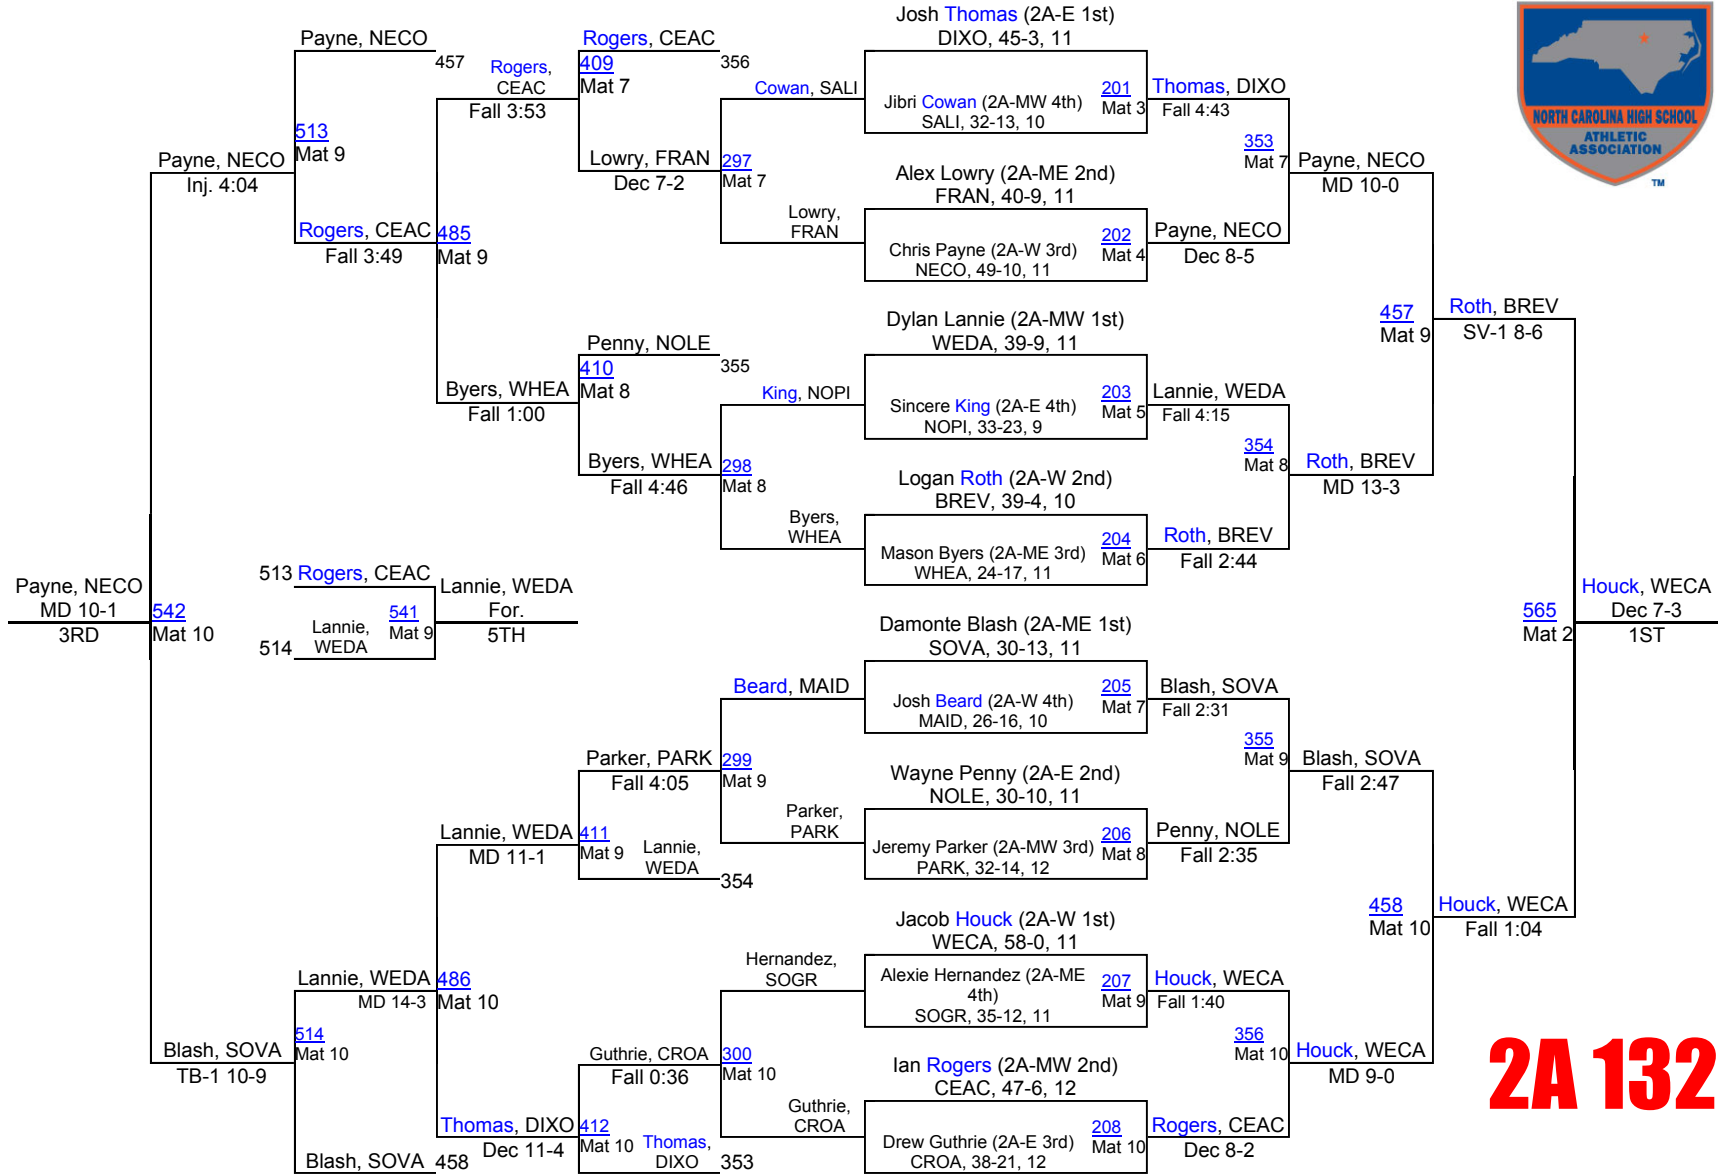 Payne, NECO
457
513
Mat 9
Payne, NECO
Inj. 4:04
Rogers, CEAC
Fall 3:49
485
Mat 9
Rogers,
CEAC
Fall 3:53
Rogers, CEAC
356
409
Mat 7
Lowry, FRAN
Dec 7-2
297
Mat 7
Cowan, SALI
Lowry,
FRAN
Byers, WHEA
Fall 1:00
Penny, NOLE
355
410
Mat 8
Byers, WHEA
Fall 4:46
298
Mat 8
King, NOPI
Byers,
WHEA
Payne, NECO
MD 10-1
3RD
542
Mat 10
513 Rogers, CEAC
Lannie,
WEDA
514
541
Mat 9
Lannie, WEDA
For.
5TH
Beard, MAID
Parker, PARK
Fall 4:05
299
Mat 9
Parker,
PARK
Lannie, WEDA
MD 11-1
411
Mat 9
Lannie,
WEDA
354
Lannie, WEDA
MD 14-3
486
Mat 10
Hernandez,
SOGR
514
Mat 10
Blash, SOVA
TB-1 10-9
Guthrie, CROA
Fall 0:36
300
Mat 10
Guthrie,
CROA
Thomas, DIXO
Dec 11-4
412
Mat 10
Thomas,
DIXO
353
Blash, SOVA 458
Josh Thomas (2A-E 1st)
DIXO, 45-3, 11
Jibri Cowan (2A-MW 4th)
SALI, 32-13, 10
201
Mat 3
Thomas, DIXO
Fall 4:43
Alex Lowry (2A-ME 2nd)
FRAN, 40-9, 11
Chris Payne (2A-W 3rd)
NECO, 49-10, 11
202
Mat 4
Payne, NECO
Dec 8-5
353
Mat 7
Payne, NECO
MD 10-0
Dylan Lannie (2A-MW 1st)
WEDA, 39-9, 11
Sincere King (2A-E 4th)
NOPI, 33-23, 9
203
Mat 5
Lannie, WEDA
Fall 4:15
Logan Roth (2A-W 2nd)
BREV, 39-4, 10
Mason Byers (2A-ME 3rd)
WHEA, 24-17, 11
204
Mat 6
Roth, BREV
Fall 2:44
354
Mat 8
Roth, BREV
MD 13-3
457
Mat 9
Roth, BREV
SV-1 8-6
Damonte Blash (2A-ME 1st)
SOVA, 30-13, 11
Josh Beard (2A-W 4th)
MAID, 26-16, 10
205
Mat 7
Blash, SOVA
Fall 2:31
Wayne Penny (2A-E 2nd)
NOLE, 30-10, 11
Jeremy Parker (2A-MW 3rd)
PARK, 32-14, 12
206
Mat 8
Penny, NOLE
Fall 2:35
355
Mat 9
Blash, SOVA
Fall 2:47
Jacob Houck (2A-W 1st)
WECA, 58-0, 11
Alexie Hernandez (2A-ME
4th)
SOGR, 35-12, 11
207
Mat 9
Houck, WECA
Fall 1:40
Ian Rogers (2A-MW 2nd)
CEAC, 47-6, 12
Drew Guthrie (2A-E 3rd)
CROA, 38-21, 12
208
Mat 10
Rogers, CEAC
Dec 8-2
356
Mat 10
Houck, WECA
MD 9-0
458
Mat 10
Houck, WECA
Fall 1:04
565
Mat 2
Houck, WECA
Dec 7-3
1ST
NORTH CAROLINA HIGH SCHOOL
ATHLETIC
ASSOCIATION
TM
2A 132